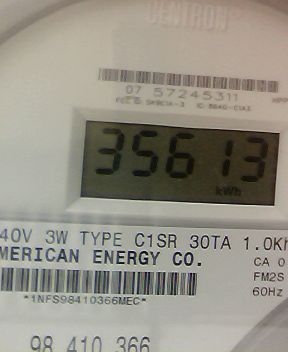 CENTRON
07 57245311
35613
kWh
40V 3W TYPE C1SR 30TA 1.0Kh
MERICAN ENERGY CO.
CA 0
FM2S
60Hz
*1NFS98410366MEC*
98 410 366